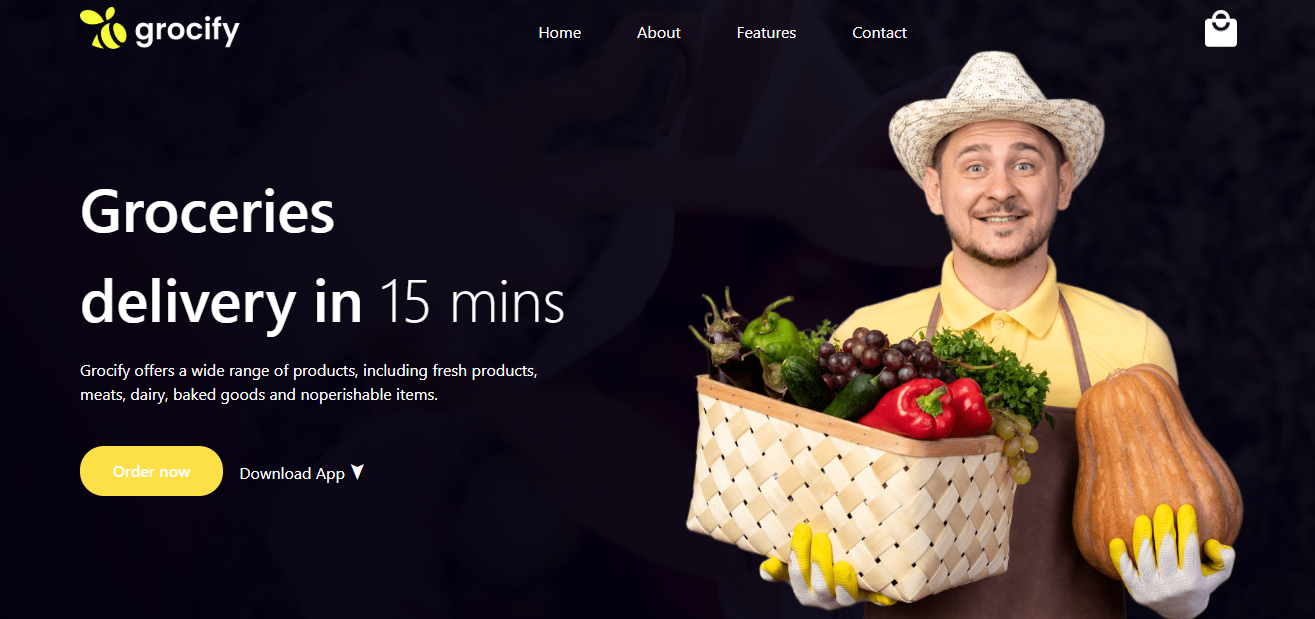 grocify
Home About Features Contact
Groceries
delivery in 15 mins
Grocify offers a wide range of products, including fresh products,
meats, dairy, baked goods and noperishable items.
Order now Download App